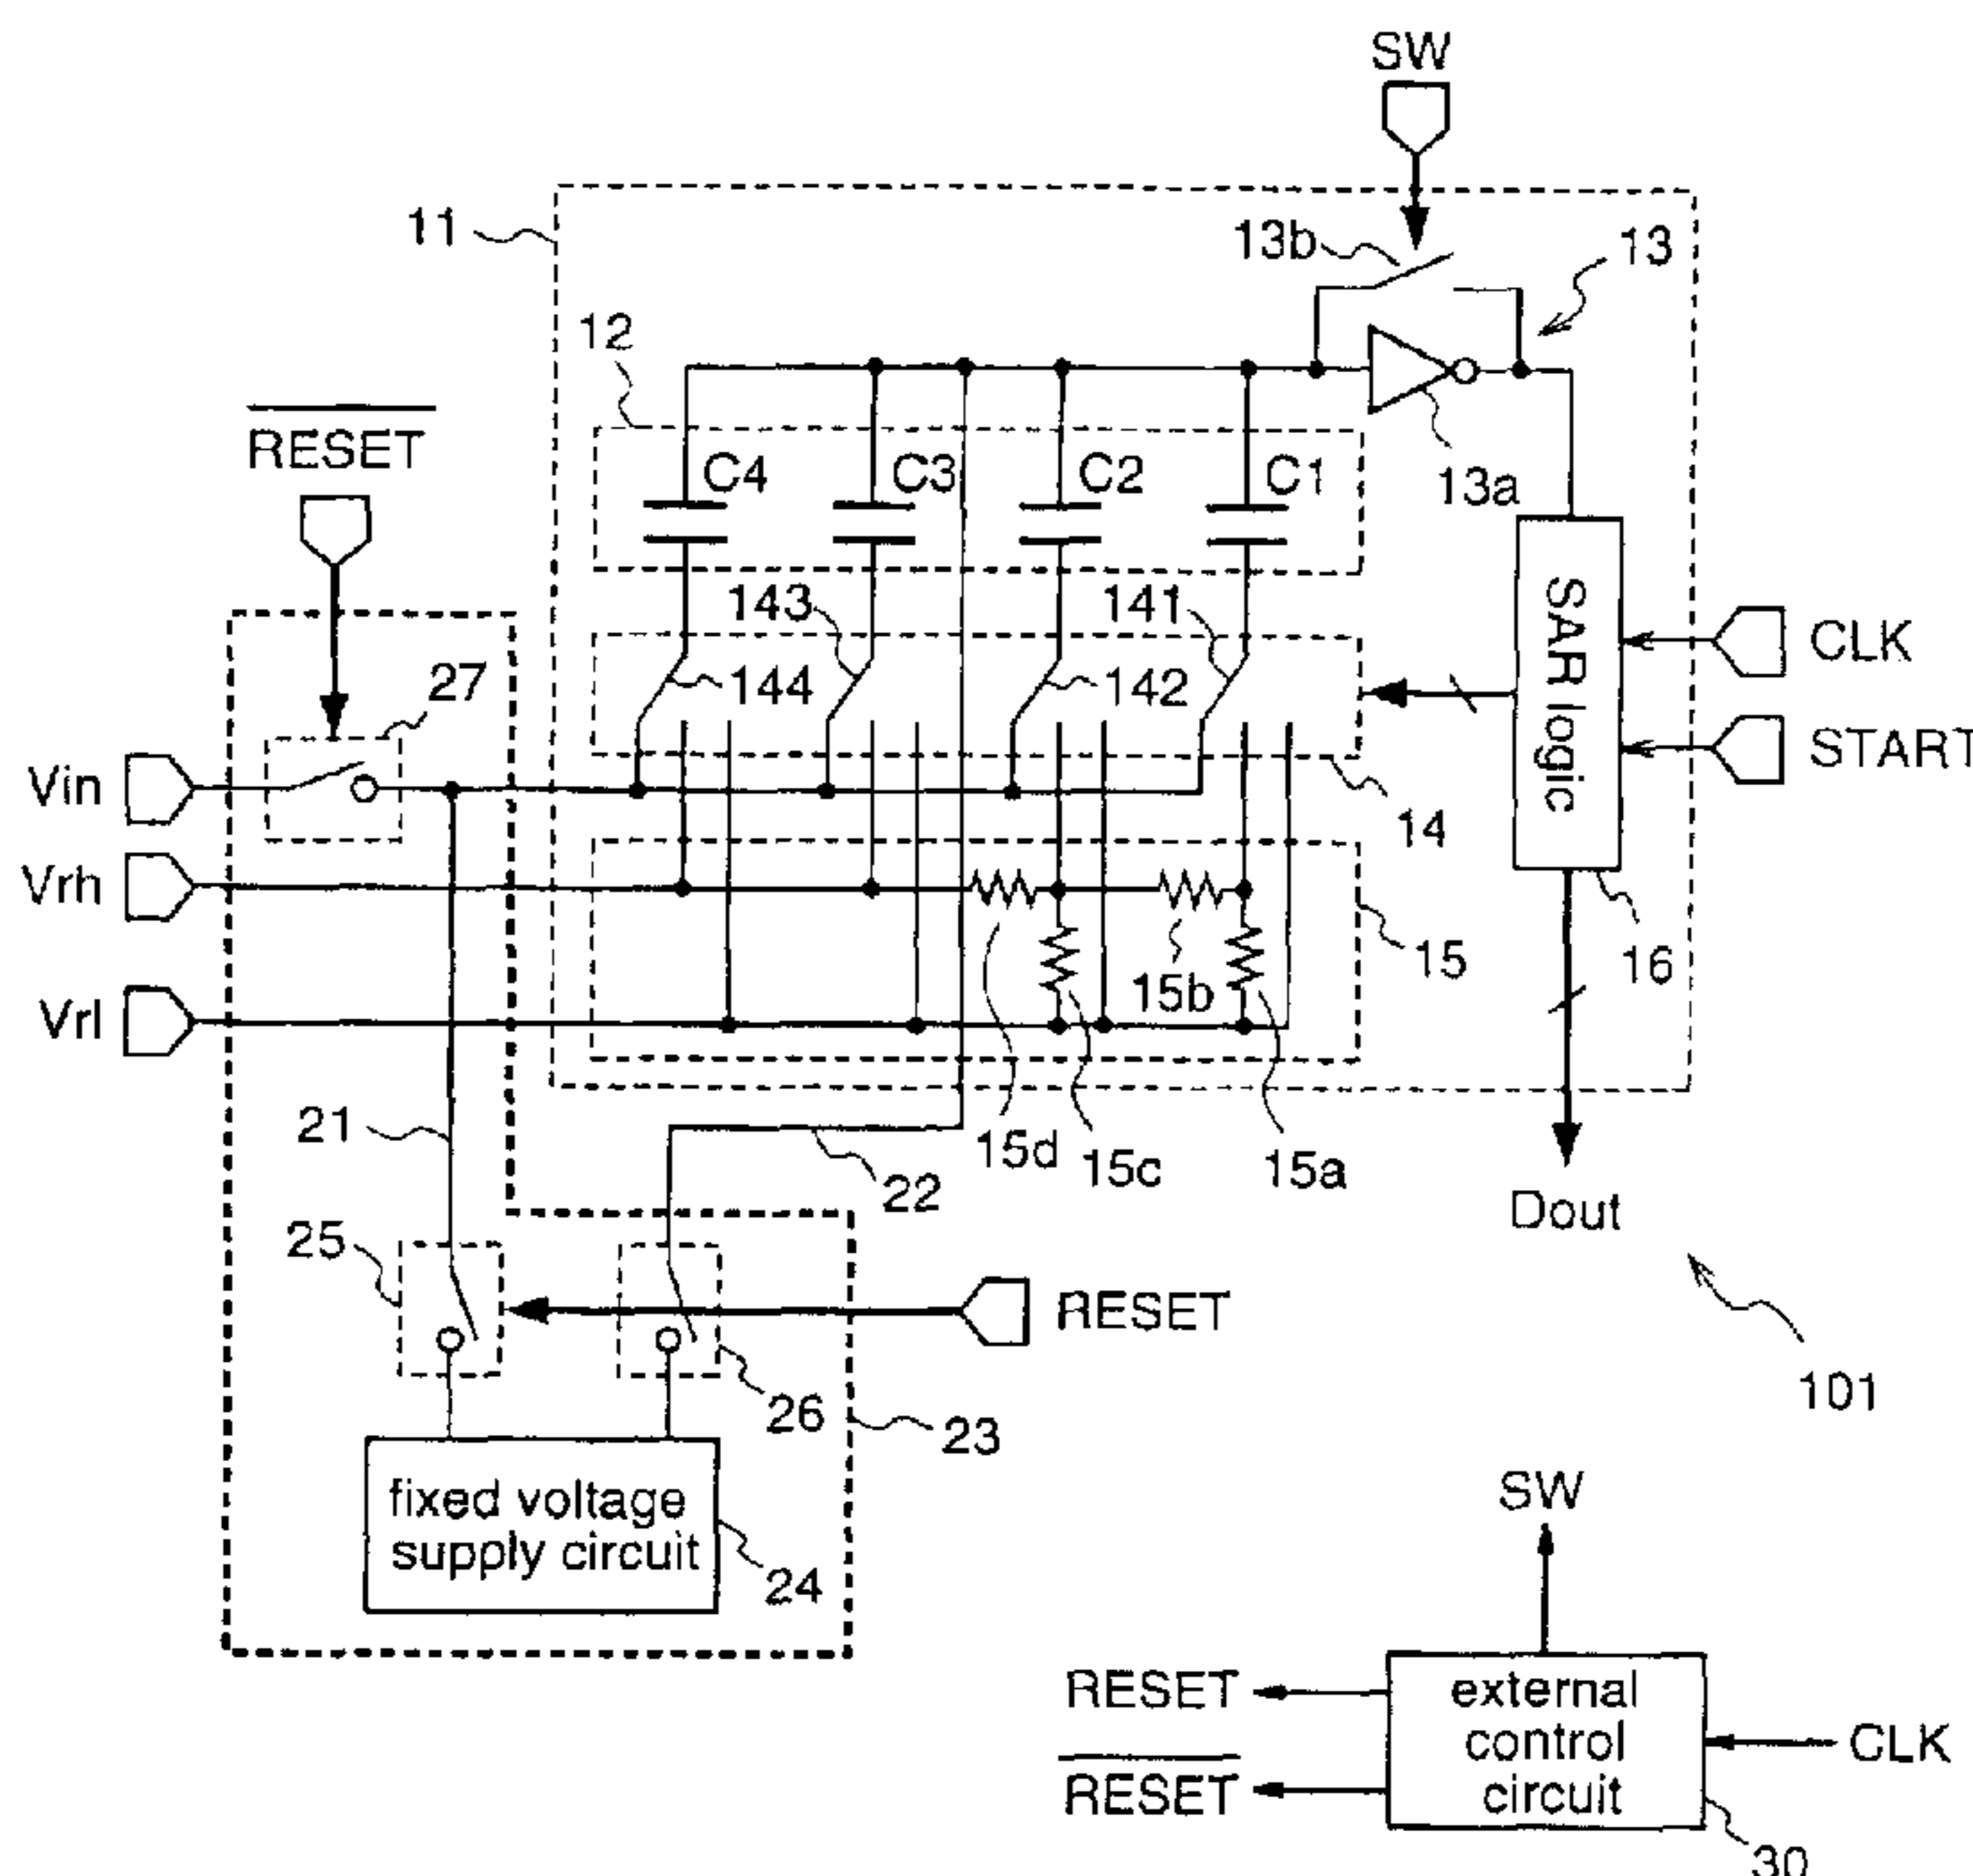 SW
11
13b
13
12
RESET
C4
C3
C2
C1
13a
143
141
SAR logic
CLK
27
144
142
START
Vin
14
Vrh
15
16
15b
Vrl
21
15d
15c
15a
22
Dout
25
RESET
26
23
101
fixed voltage
supply circuit
24
SW
RESET
external
control
circuit
CLK
RESET
30